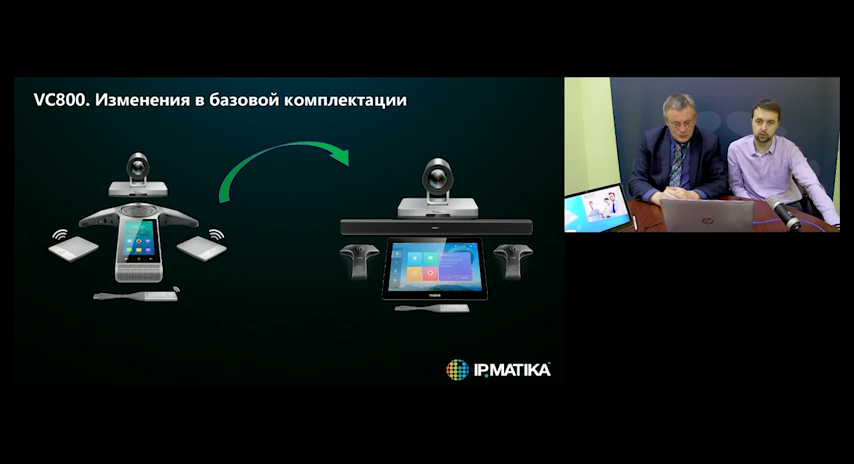 VC800. Изменения в базовой комплектации
IP.MATIKA